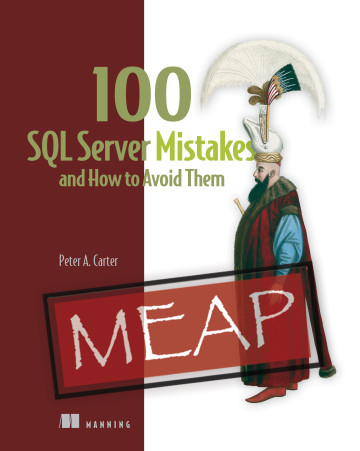 100
SQL Server Mistakes
and How to Avoid Them
Peter A. Carter
MEAP
MANNING